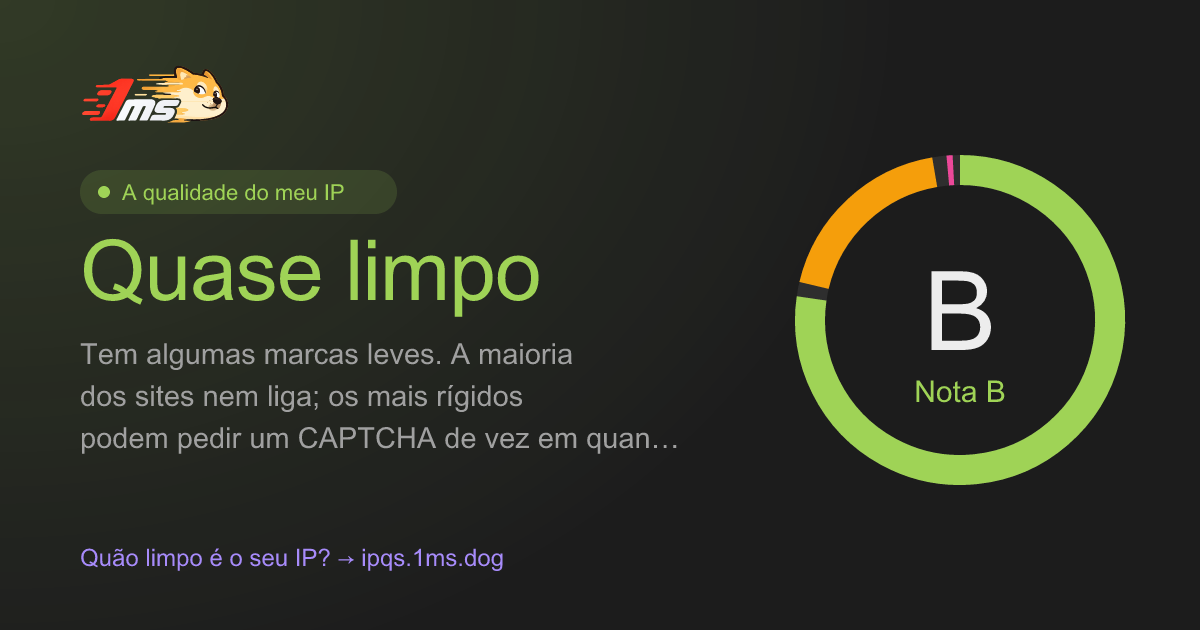 1ms
A qualidade do meu IP
Quase limpo
Tem algumas marcas leves. A maioria
dos sites nem liga; os mais rígidos
podem pedir um CAPTCHA de vez em quan…
B
Nota B
Quão limpo é o seu IP? → ipqs.1ms.dog